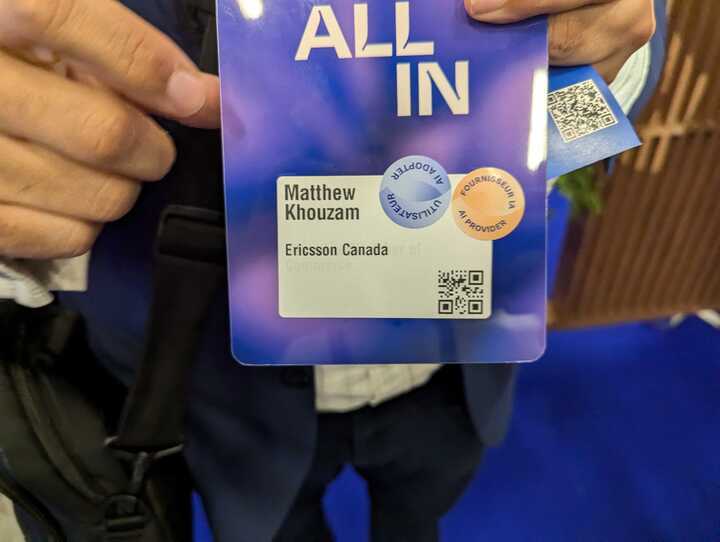 ALL
IN
Matthew
Khouzam
Ericsson Canada
UTILISATEUR
AI ADOPTER
FOURNISSEUR IA
AI PROVIDER